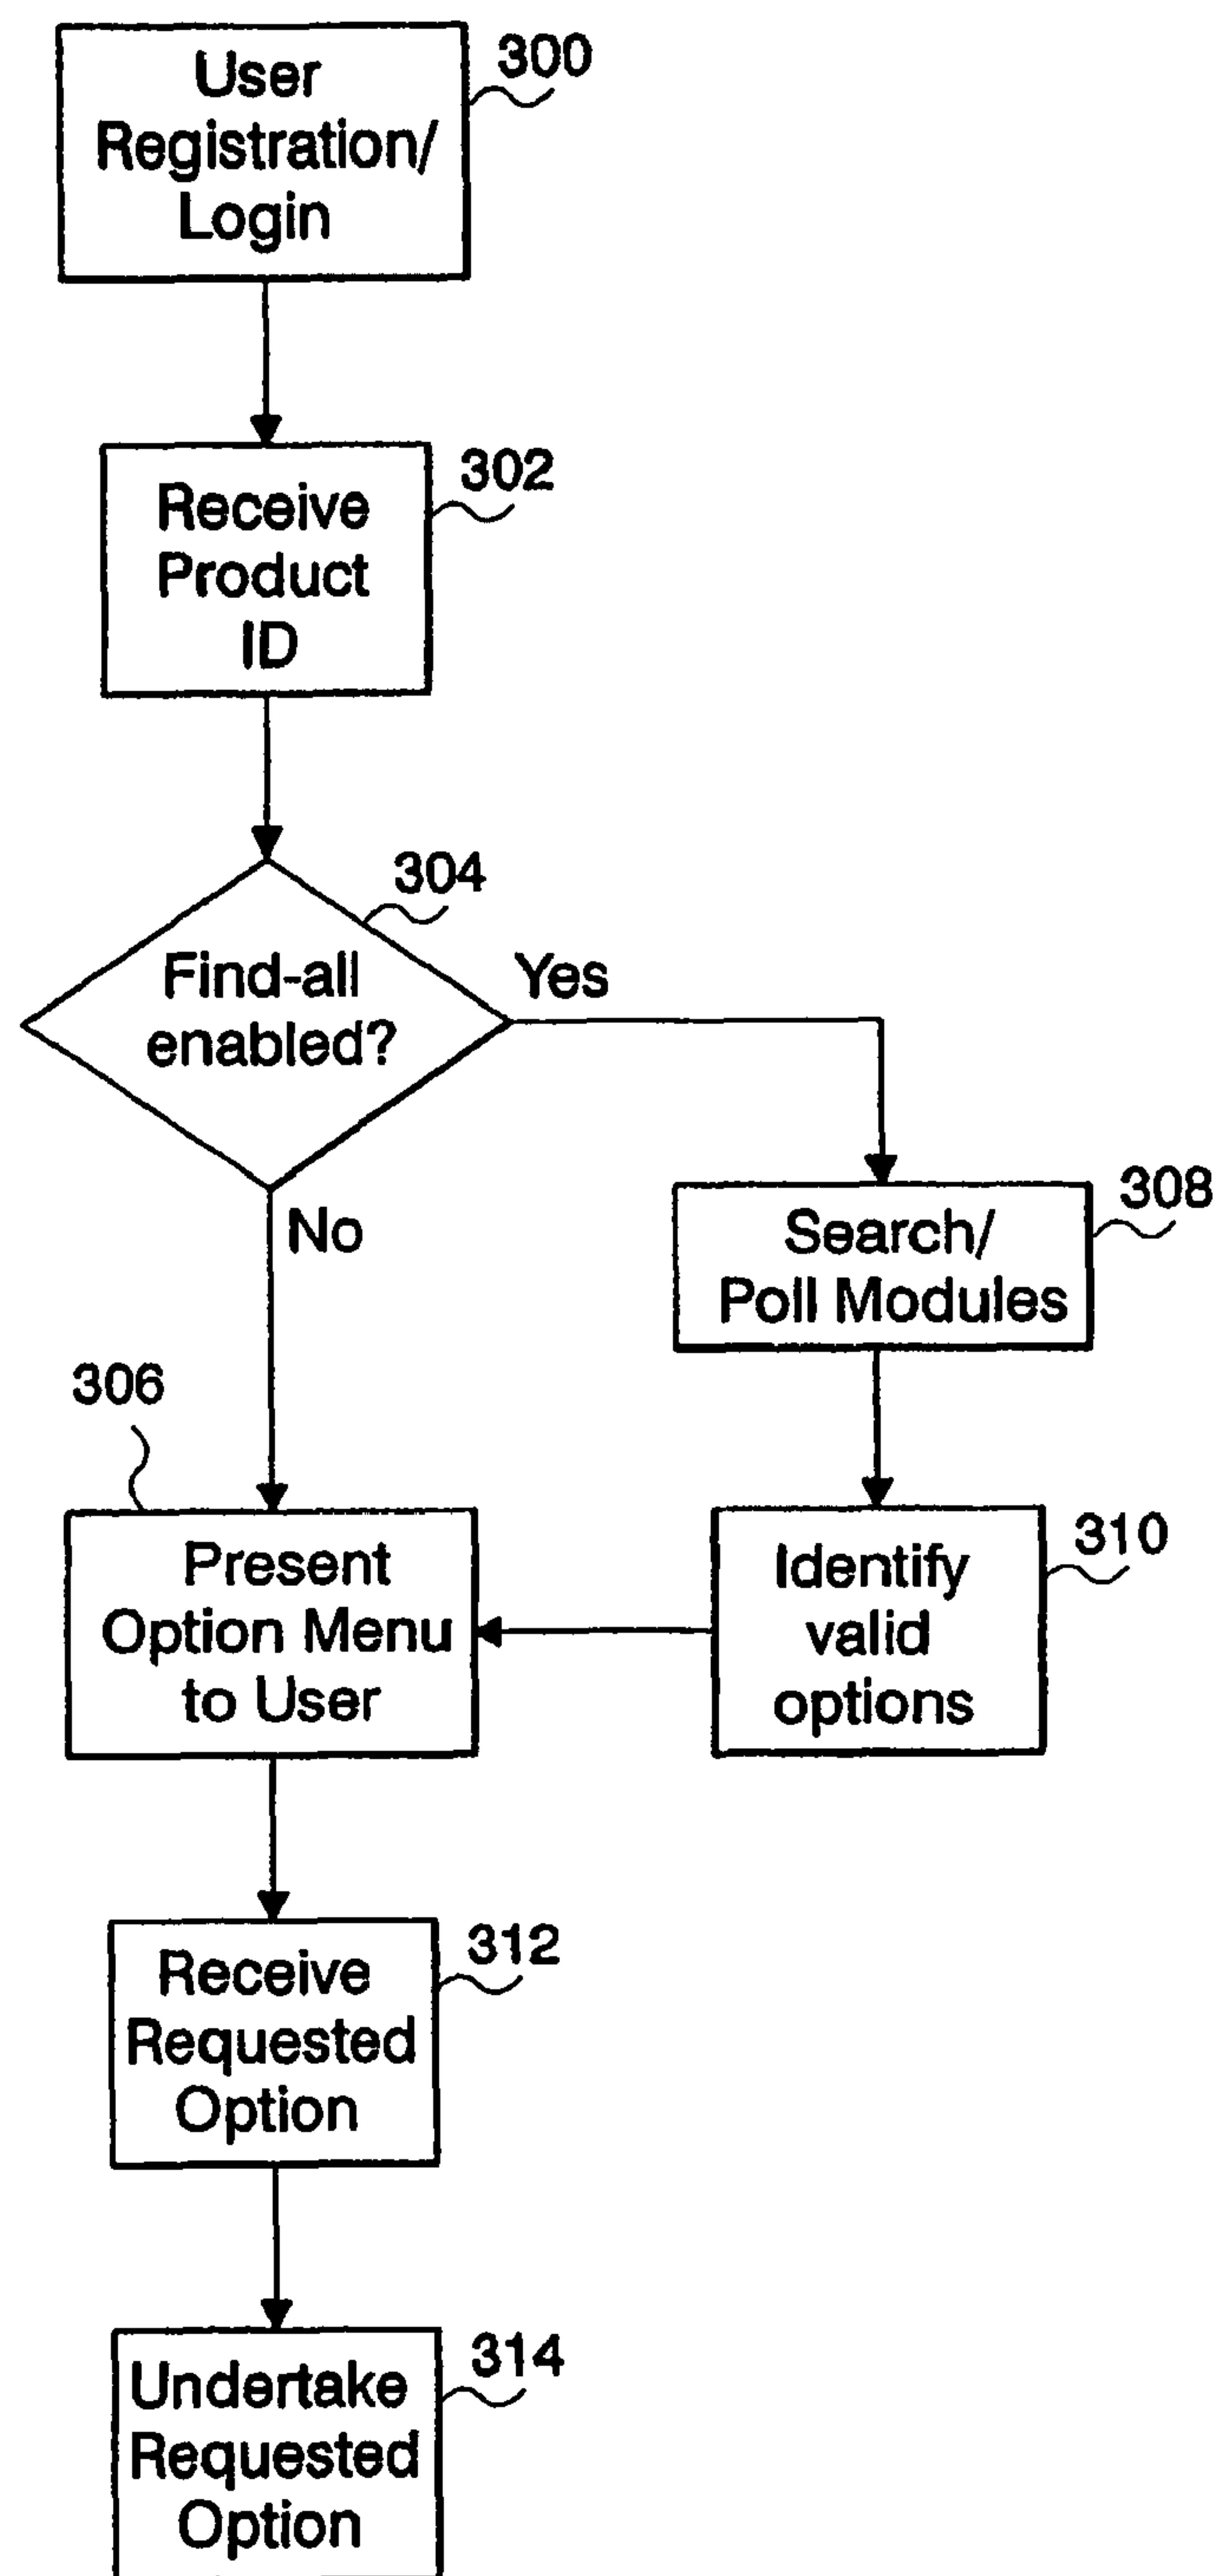 User
Registration/
Login
300
Receive
Product
ID
302
304
Find-all
enabled?
Yes
No
Search/
Poll Modules
308
306
Present
Option Menu
to User
Identify
valid
options
310
Receive
Requested
Option
312
Undertake
Requested
Option
314